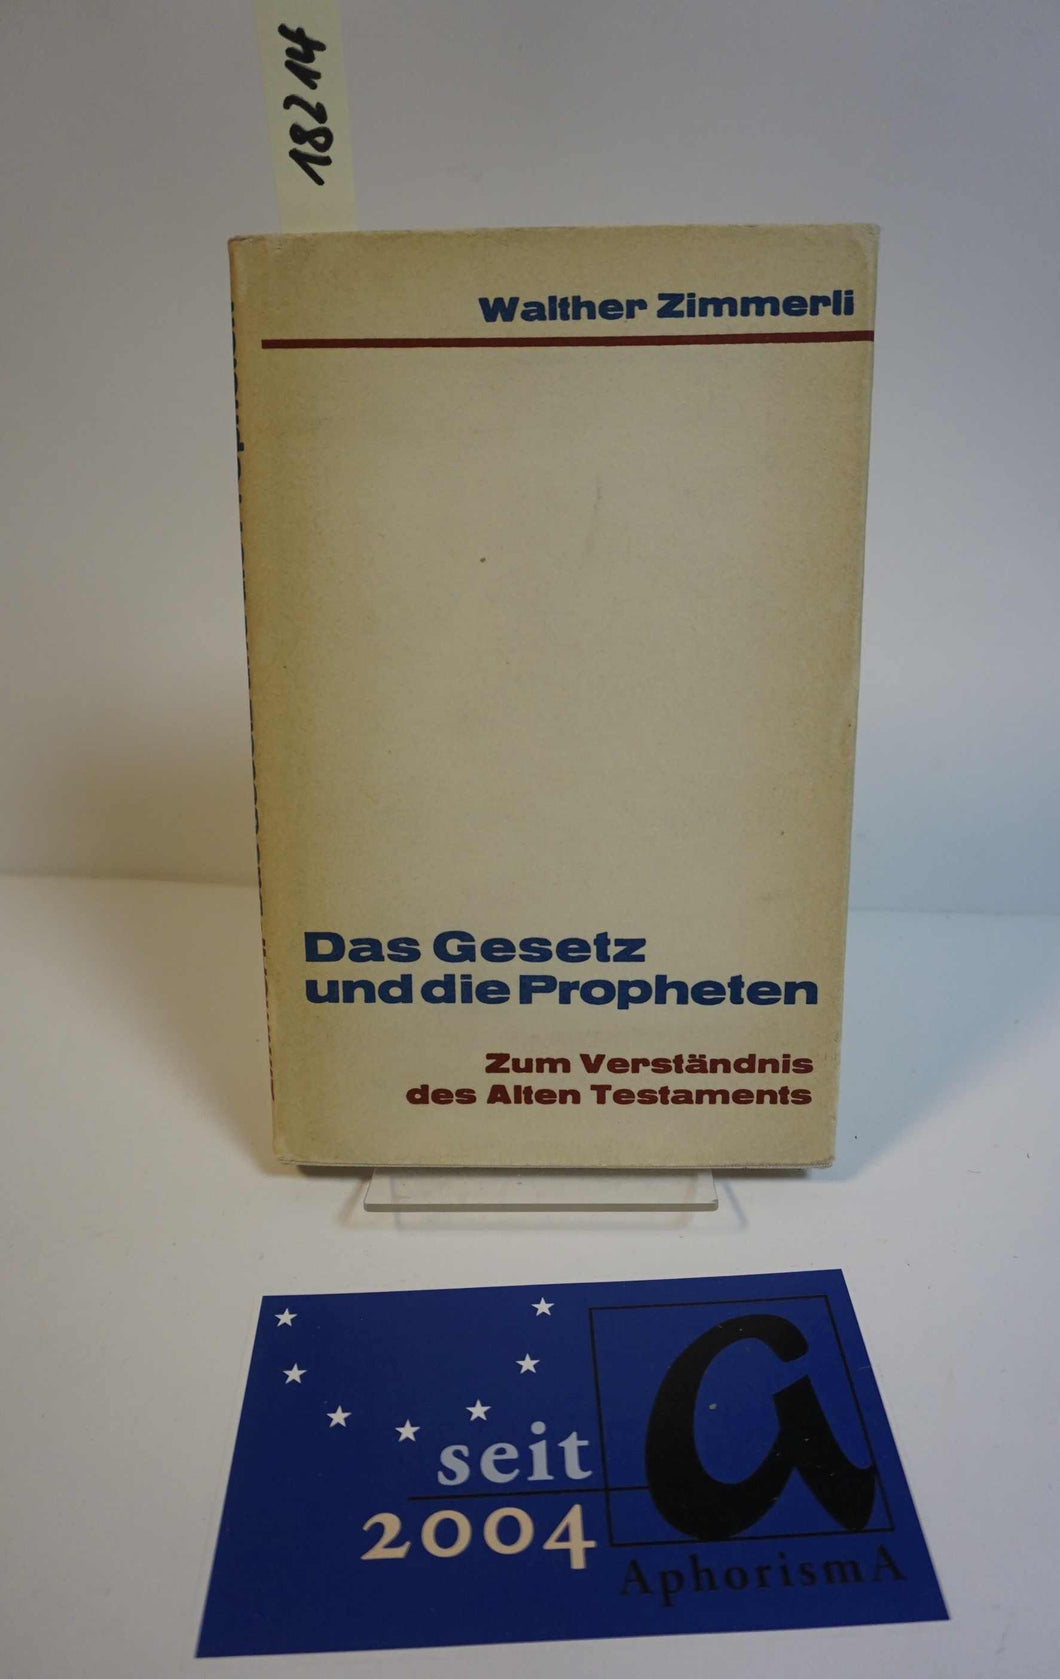 18214
Walther Zimmerli
Das Gesetz
und die Propheten
Zum Verständnis
des Alten Testaments
seit
2004
a
AphorismA